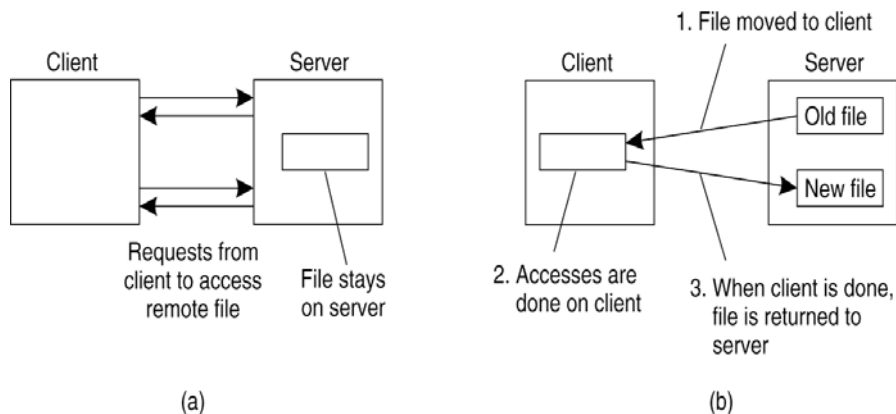 Client
Server
Requests from
client to access
remote file
File stays
on server
(a)
1. File moved to client
Client
Server
Old file
New file
2. Accesses are
done on client
3. When client is done,
file is returned to
server
(b)